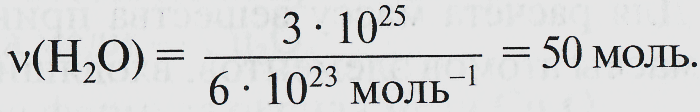 ν(H₂O) = 3 · 10²⁵ / 6 · 10²³ моль⁻¹ = 50 моль.